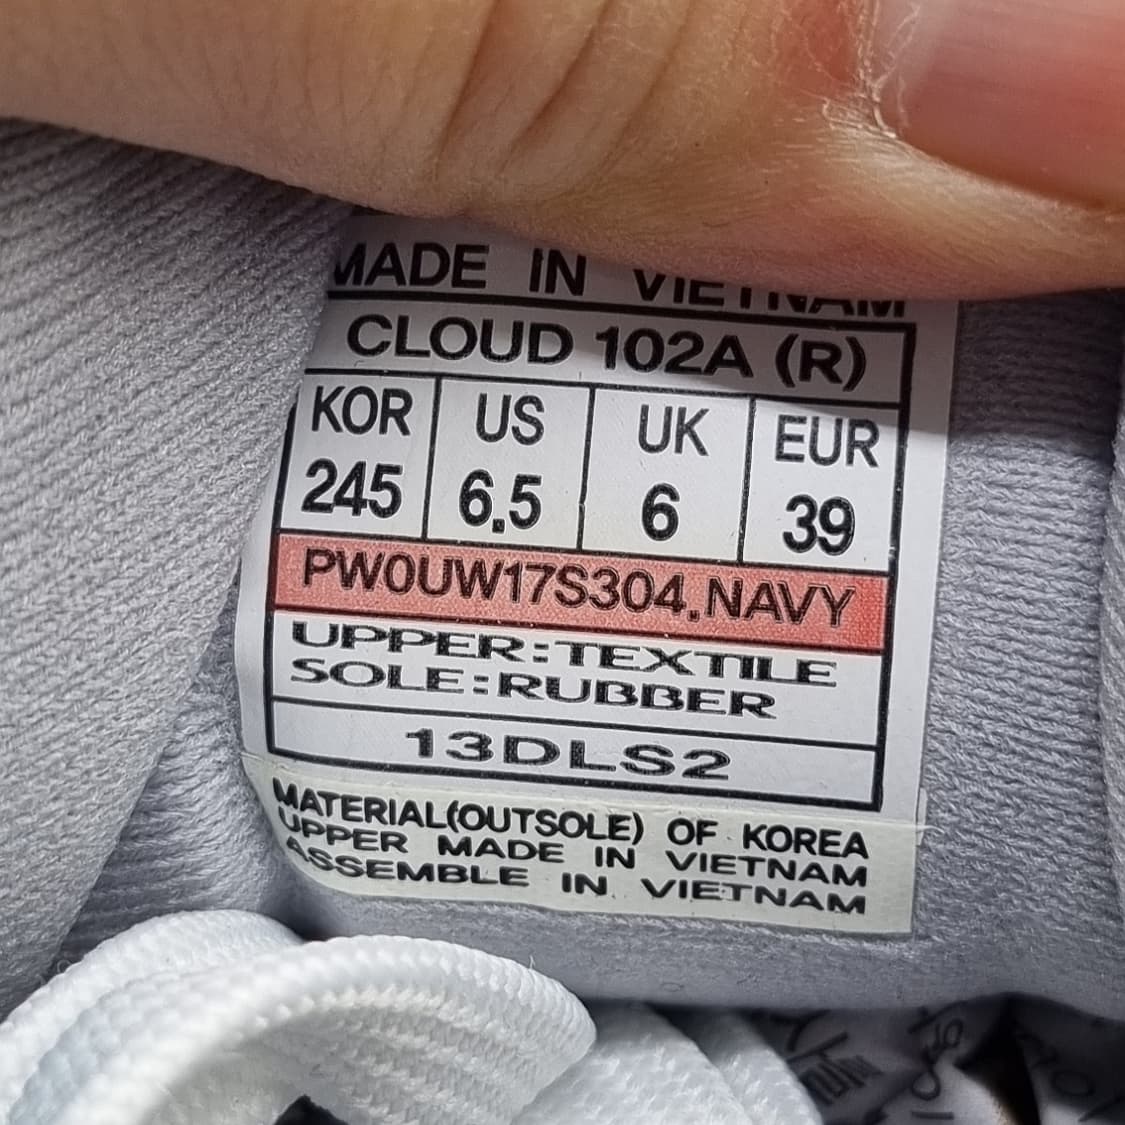 MADE IN VIETNAM
CLOUD 102A (R)
KOR US UK EUR
245 6.5 6 39
PW0UW17S304.NAVY
UPPER:TEXTILE
SOLE:RUBBER
13DLS2
MATERIAL(OUTSOLE) OF KOREA
UPPER MADE IN VIETNAM
ASSEMBLE IN VIETNAM